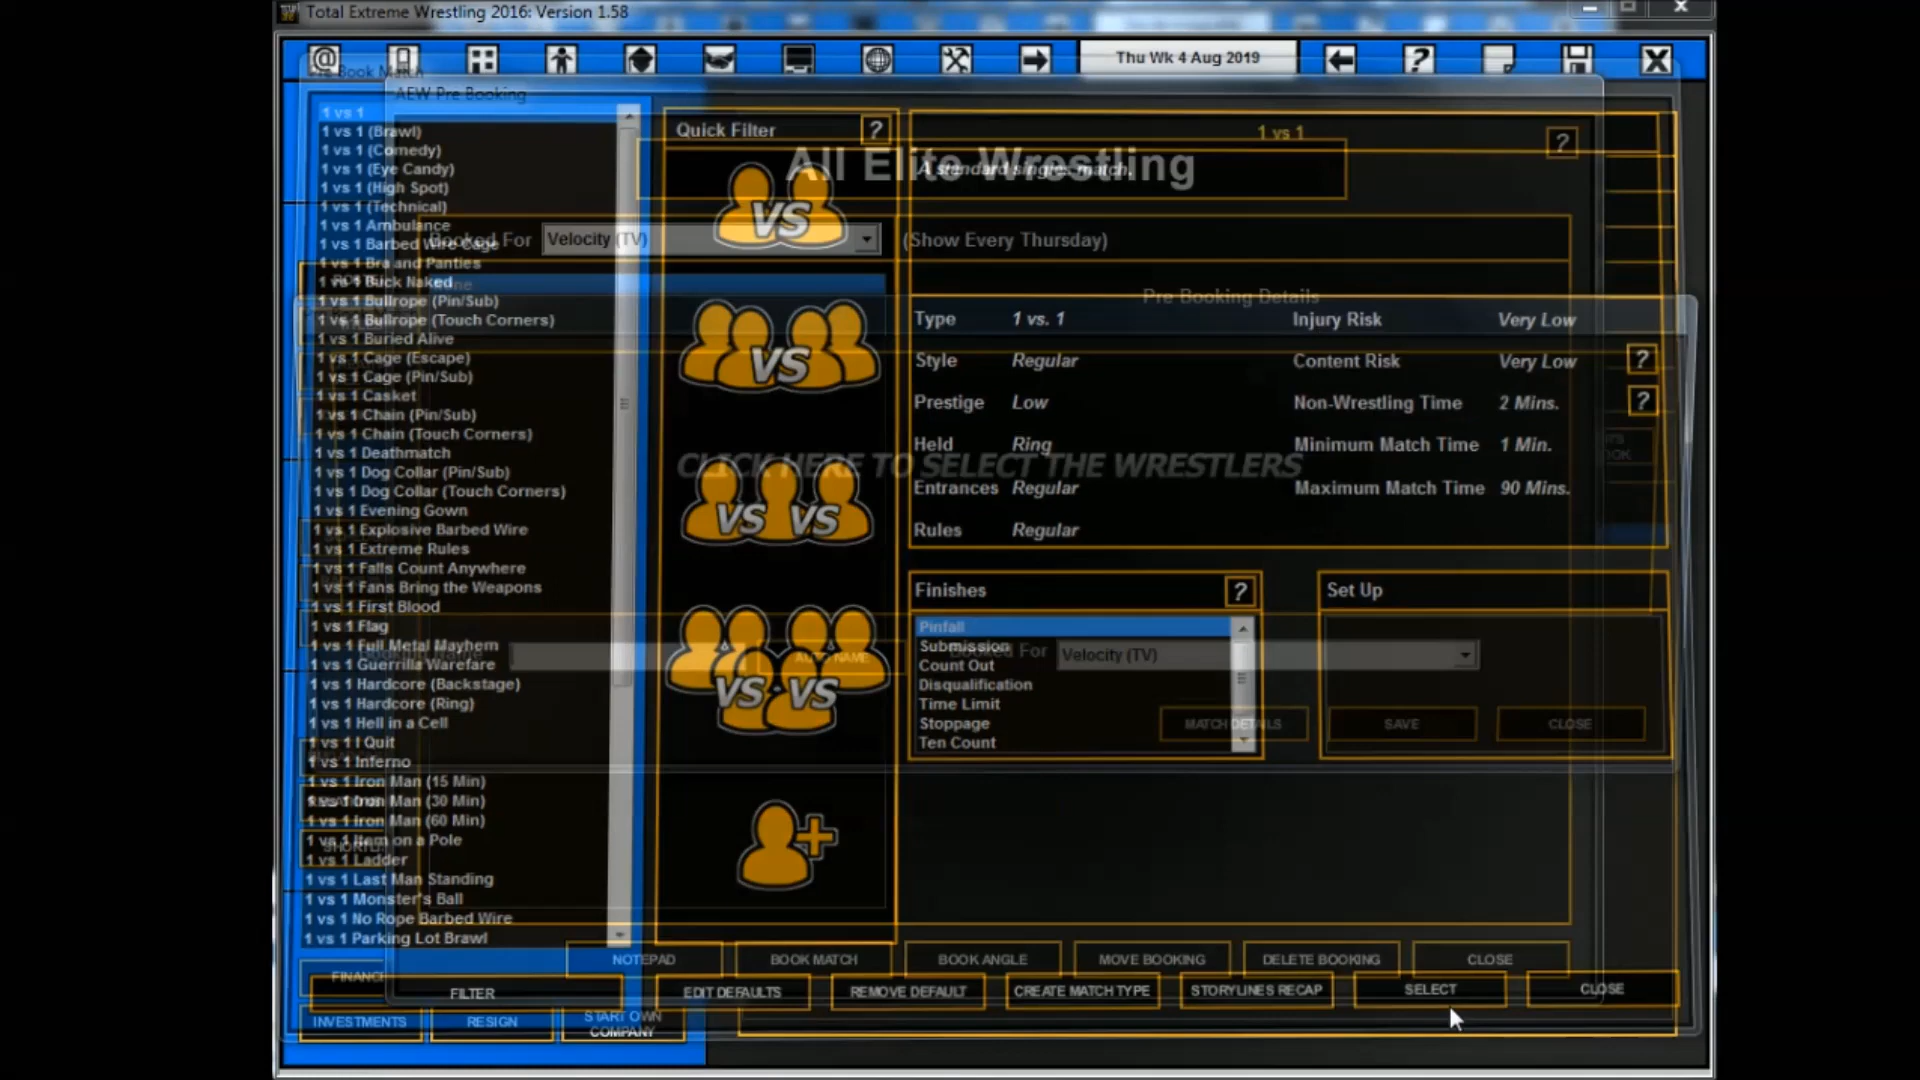 Total Extreme Wrestling 2016: Version 1.58
Thu Wk 4 Aug 2019
Pre Book Match
AEW Pre Booking
1 vs 1
1 vs 1 (Brawl)
1 vs 1 (Comedy)
1 vs 1 (Eye Candy)
1 vs 1 (High Spot)
1 vs 1 (Technical)
1 vs 1 Ambulance
1 vs 1 Barbed Wire Cage
1 vs 1 Bra and Panties
1 vs 1 Buck Naked
1 vs 1 Bullrope (Pin/Sub)
1 vs 1 Bullrope (Touch Corners)
1 vs 1 Buried Alive
1 vs 1 Cage (Escape)
1 vs 1 Cage (Pin/Sub)
1 vs 1 Casket
1 vs 1 Chain (Pin/Sub)
1 vs 1 Chain (Touch Corners)
1 vs 1 Deathmatch
1 vs 1 Dog Collar (Pin/Sub)
1 vs 1 Dog Collar (Touch Corners)
1 vs 1 Evening Gown
1 vs 1 Explosive Barbed Wire
1 vs 1 Extreme Rules
1 vs 1 Falls Count Anywhere
1 vs 1 Fans Bring the Weapons
1 vs 1 First Blood
1 vs 1 Flag
1 vs 1 Full Metal Mayhem
1 vs 1 Guerrilla Warefare
1 vs 1 Hardcore (Backstage)
1 vs 1 Hardcore (Ring)
1 vs 1 Hell in a Cell
1 vs 1 I Quit
1 vs 1 Inferno
1 vs 1 Iron Man (15 Min)
1 vs 1 Iron Man (30 Min)
1 vs 1 Iron Man (60 Min)
1 vs 1 Item on a Pole
1 vs 1 Ladder
1 vs 1 Last Man Standing
1 vs 1 Monster's Ball
1 vs 1 No Rope Barbed Wire
1 vs 1 Parking Lot Brawl
Quick Filter ?
VS
VS
VS VS
VS VS
1 vs 1 ?
All Elite Wrestling
A standard singles match.
Booked For Velocity (TV) (Show Every Thursday)
Pre Booking Details
Type 1 vs. 1 Injury Risk Very Low
Style Regular Content Risk Very Low ?
Prestige Low Non-Wrestling Time 2 Mins. ?
Held Ring Minimum Match Time 1 Min.
CLICK HERE TO SELECT THE WRESTLERS
Entrances Regular Maximum Match Time 90 Mins.
Rules Regular
Finishes ?
Set Up
Pinfall
Submission
Count Out
Disqualification
Time Limit
Stoppage
Ten Count
AUTO NAME
Booked For Velocity (TV)
MATCH DETAILS SAVE CLOSE
NOTEPAD BOOK MATCH BOOK ANGLE MOVE BOOKING DELETE BOOKING CLOSE
FILTER EDIT DEFAULTS REMOVE DEFAULT CREATE MATCH TYPE STORYLINES RECAP SELECT CLOSE
INVESTMENTS RESIGN START OWN
COMPANY